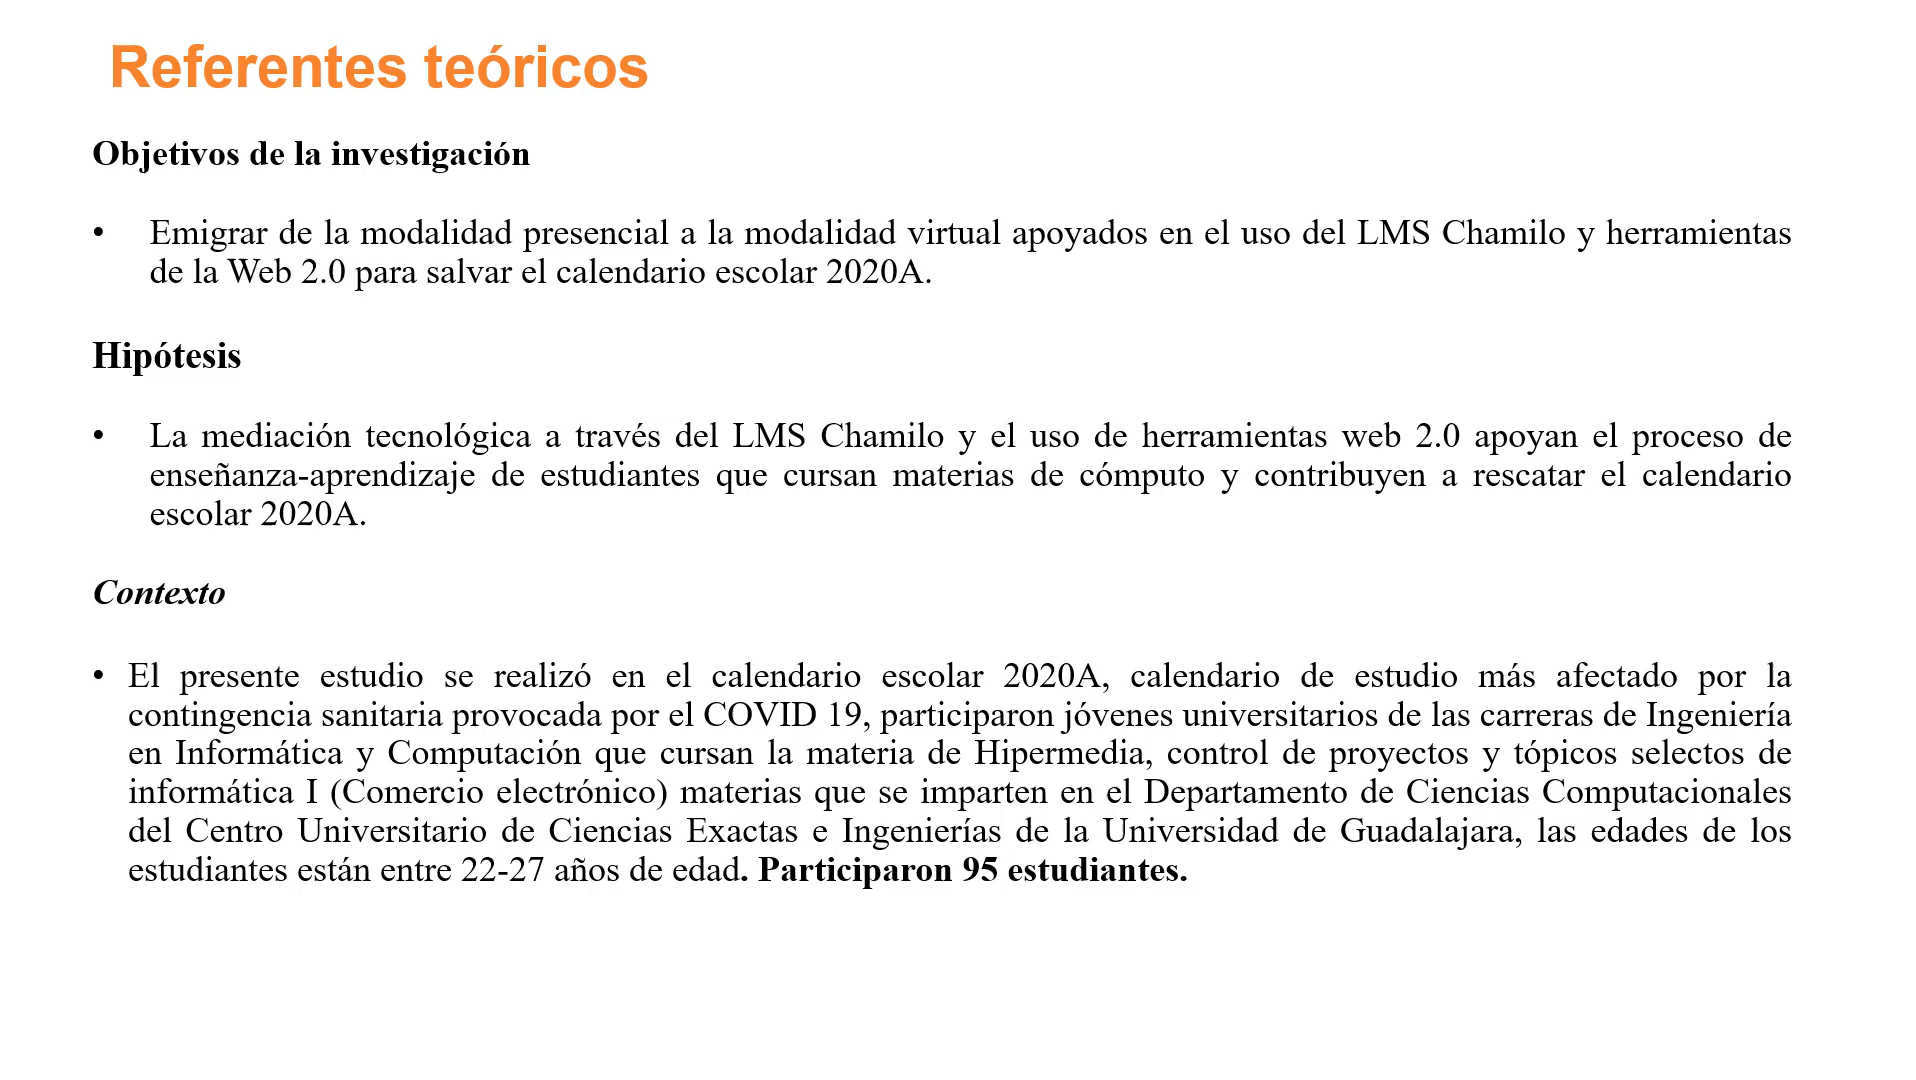 Referentes teóricos
Objetivos de la investigación
• Emigrar de la modalidad presencial a la modalidad virtual apoyados en el uso del LMS Chamilo y herramientas
de la Web 2.0 para salvar el calendario escolar 2020A.
Hipótesis
• La mediación tecnológica a través del LMS Chamilo y el uso de herramientas web 2.0 apoyan el proceso de
enseñanza-aprendizaje de estudiantes que cursan materias de cómputo y contribuyen a rescatar el calendario
escolar 2020A.
Contexto
• El presente estudio se realizó en el calendario escolar 2020A, calendario de estudio más afectado por la
contingencia sanitaria provocada por el COVID 19, participaron jóvenes universitarios de las carreras de Ingeniería
en Informática y Computación que cursan la materia de Hipermedia, control de proyectos y tópicos selectos de
informática I (Comercio electrónico) materias que se imparten en el Departamento de Ciencias Computacionales
del Centro Universitario de Ciencias Exactas e Ingenierías de la Universidad de Guadalajara, las edades de los
estudiantes están entre 22-27 años de edad. Participaron 95 estudiantes.